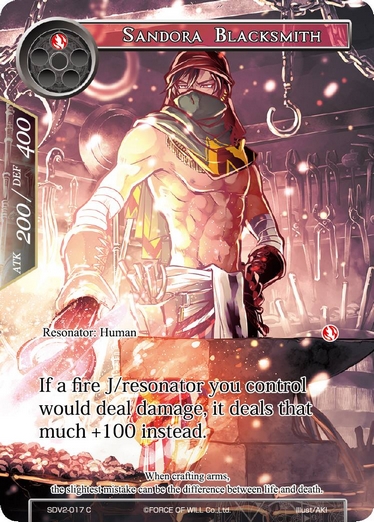 Sandora Blacksmith
ATK 200 / DEF 400
Resonator: Human
If a fire J/resonator you control
would deal damage, it deals that
much +100 instead.
When crafting arms,
the slightest mistake can be the difference between life and death.
SDV2-017 C ©FORCE OF WILL Co.,Ltd. Illust/AKI